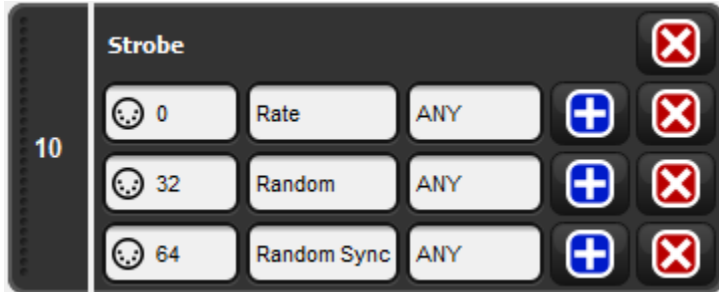 Strobe
10
0 Rate ANY
32 Random ANY
64 Random Sync ANY